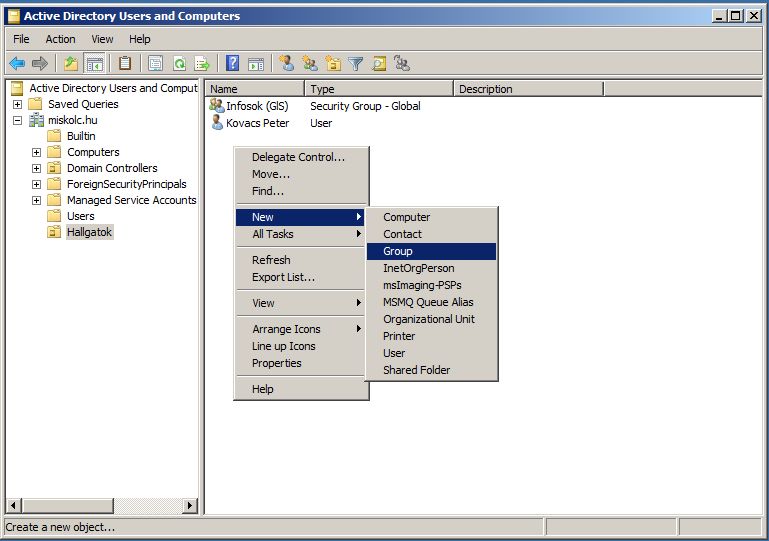 Active Directory Users and Computers
File Action View Help
Active Directory Users and Comput
Saved Queries
miskolc.hu
Builtin
Computers
Domain Controllers
ForeignSecurityPrincipals
Managed Service Accounts
Users
Hallgatok
Name Type Description
Infosok (GIS) Security Group - Global
Kovacs Peter User
Delegate Control...
Move...
Find...
New
All Tasks
Refresh
Export List...
View
Arrange Icons
Line up Icons
Properties
Help
Computer
Contact
Group
InetOrgPerson
msImaging-PSPs
MSMQ Queue Alias
Organizational Unit
Printer
User
Shared Folder
Create a new object...